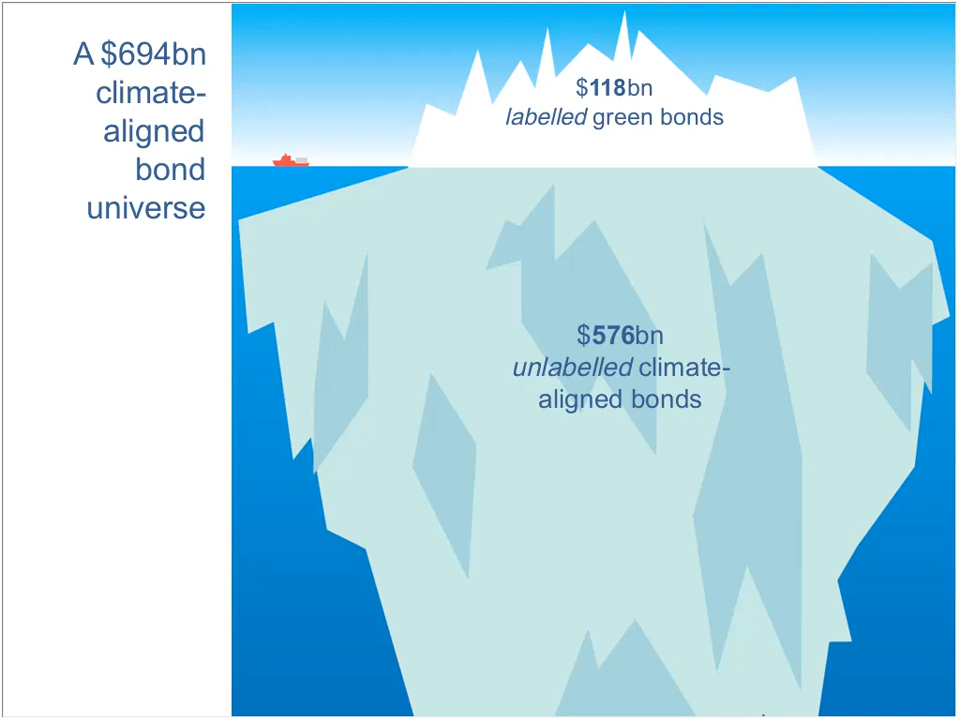 A $694bn
climate-
aligned
bond
universe
$118bn
labelled green bonds
$576bn
unlabelled climate-
aligned bonds